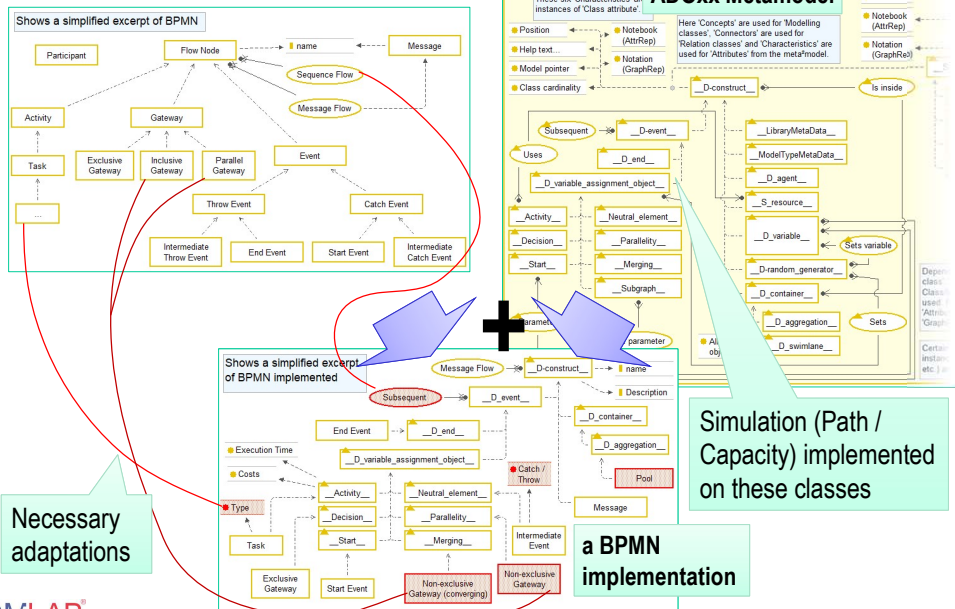 Shows a simplified excerpt of BPMN
Participant
Flow Node
name
Message
Sequence Flow
Message Flow
Activity
Gateway
Task
Exclusive
Gateway
Inclusive
Gateway
Parallel
Gateway
Event
...
Throw Event
Catch Event
Intermediate
Throw Event
End Event
Start Event
Intermediate
Catch Event
instances of 'Class attribute'.
Position
Help text...
Model pointer
Class cardinality
Notebook
(AttrRep)
Notation
(GraphRep)
Here 'Concepts' are used for 'Modelling
classes', 'Connectors' are used for
'Relation classes' and 'Characteristics' are
used for 'Attributes' from the meta²model.
Notebook
(AttrRep)
Notation
__D-construct__
Is inside
Subsequent
__D-event__
Uses
__D_end__
__D_variable_assignment_object__
__LibraryMetaData__
__ModelTypeMetaData__
__D_agent__
__S_resource__
__Activity__
__Neutral_element__
__Decision__
__Parallelity__
__Start__
__Merging__
__Subgraph__
__D_variable__
Sets variable
__D-random_generator__
__D_container__
__D_aggregation__
Sets
__D_swimlane__
parameter
Shows a simplified excerpt
of BPMN implemented
Message Flow
__D-construct__
name
Description
Subsequent
__D_event__
__D_container__
End Event
__D_end__
__D_aggregation__
Execution Time
__D_variable_assignment_object__
Costs
Catch /
Throw
Pool
__Activity__
__Neutral_element__
Type
__Decision__
__Parallelity__
Message
__Start__
__Merging__
Task
Intermediate
Event
Exclusive
Gateway
Start Event
Non-exclusive
Gateway (converging)
Non-exclusive
Gateway
Necessary
adaptations
Simulation (Path /
Capacity) implemented
on these classes
a BPMN
implementation